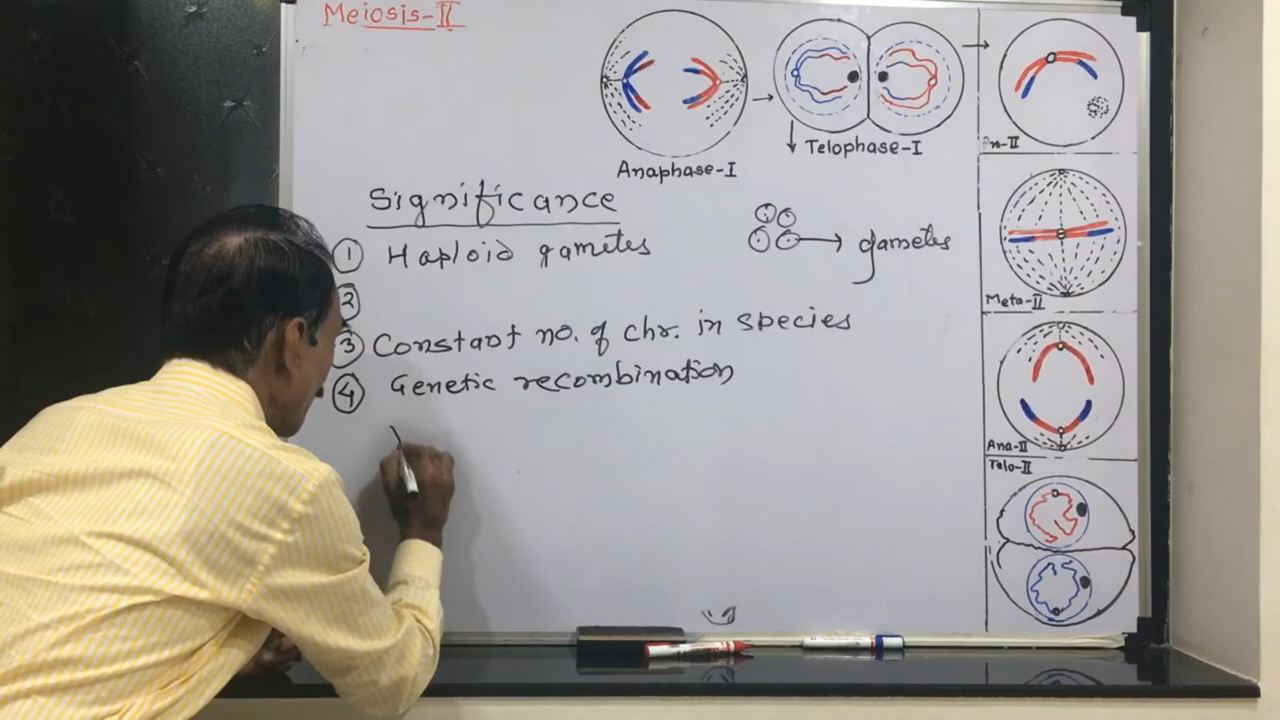 Meiosis-II
Anaphase-I
Telophase-I
Significance
① Haploid gametes
gametes
②
③ Constant no. of chr. in species
④ Genetic recombination
Meta-II
Ana-II
Telo-II